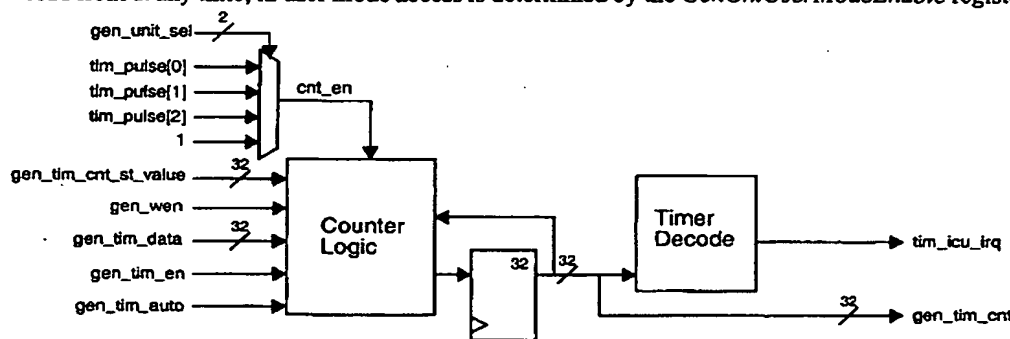 gen_unit_sel
2
tim_pulse[0]
tim_pulse[1]
tim_pulse[2]
1
cnt_en
gen_tim_cnt_st_value
32
gen_wen
gen_tim_data
32
gen_tim_en
gen_tim_auto
Counter
Logic
32
32
Timer
Decode
tim_icu_irq
32
gen_tim_cnt